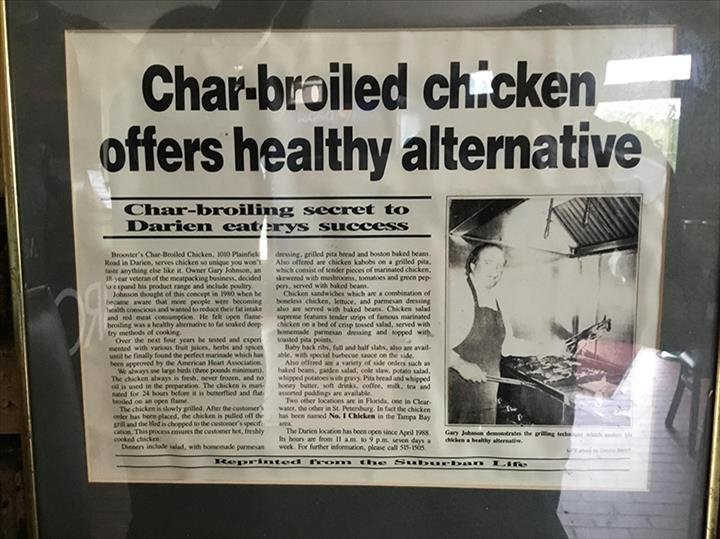 Char-broiled chicken
offers healthy alternative
Char-broiling secret to
Darien eaterys success
Brooster's Char-Broiled Chicken, 1010 Plainfield
Road in Darien, serves chicken so unique you won't
taste anything else like it. Owner Gary Johnson, an
18-year veteran of the meatpacking business, decided
to expand his product range and include poultry.
Johnson thought of this concept in 1980 when he
became aware that more people were becoming
health conscious and wanted to reduce their fat intake
and red meat consumption. He felt open flame-
broiling was a healthy alternative to fat soaked deep-
fry methods of cooking.
Over the next four years he tested and experi-
mented with various fruit juices, herbs and spices
until he finally found the perfect marinade which has
been approved by the American Heart Association.
We always use large birds (three pounds minimum).
The chicken always is fresh, never frozen, and no
oil is used in the preparation. The chicken is mari-
nated for 24 hours before it is butterflied and flat-
broiled on an open flame.
The chicken is slowly grilled. After the customer's
order has been placed, the chicken is pulled off the
grill and the bird is chopped to the customer's specifi-
cation. This process ensures the customer hot, freshly
cooked chicken.
Dinners include salad, with homemade parmesan
dressing, grilled pita bread and boston baked beans.
Also offered are chicken kabobs on a grilled pita,
which consist of tender pieces of marinated chicken,
skewered with mushrooms, tomatoes and green pep-
pers, served with baked beans.
Chicken sandwiches which are a combination of
boneless chicken, lettuce, and parmesan dressing
also are served with baked beans. Chicken salad
supreme features tender strips of famous marinated
chicken on a bed of crisp tossed salad, served with
homemade parmesan dressing and topped with
toasted pita points.
Baby back ribs, full and half slabs, also are avail-
able, with special barbecue sauce on the side.
Also offered are a variety of side orders such as
baked beans, garden salad, cole slaw, potato salad,
whipped potatoes with gravy. Pita bread and whipped
honey butter, soft drinks, coffee, milk, tea and
assorted puddings are available.
Two other locations are in Florida, one in Clear-
water, the other in St. Petersburg. In fact the chicken
has been named No. 1 Chicken in the Tampa Bay
area.
The Darien location has been open since April 1988.
Its hours are from 11 a.m. to 9 p.m. seven days a
week. For further information, please call 515-1505.
Gary Johnson demonstrates the grilling technique which makes his
chicken a healthy alternative.
Reprinted from the Suburban Life